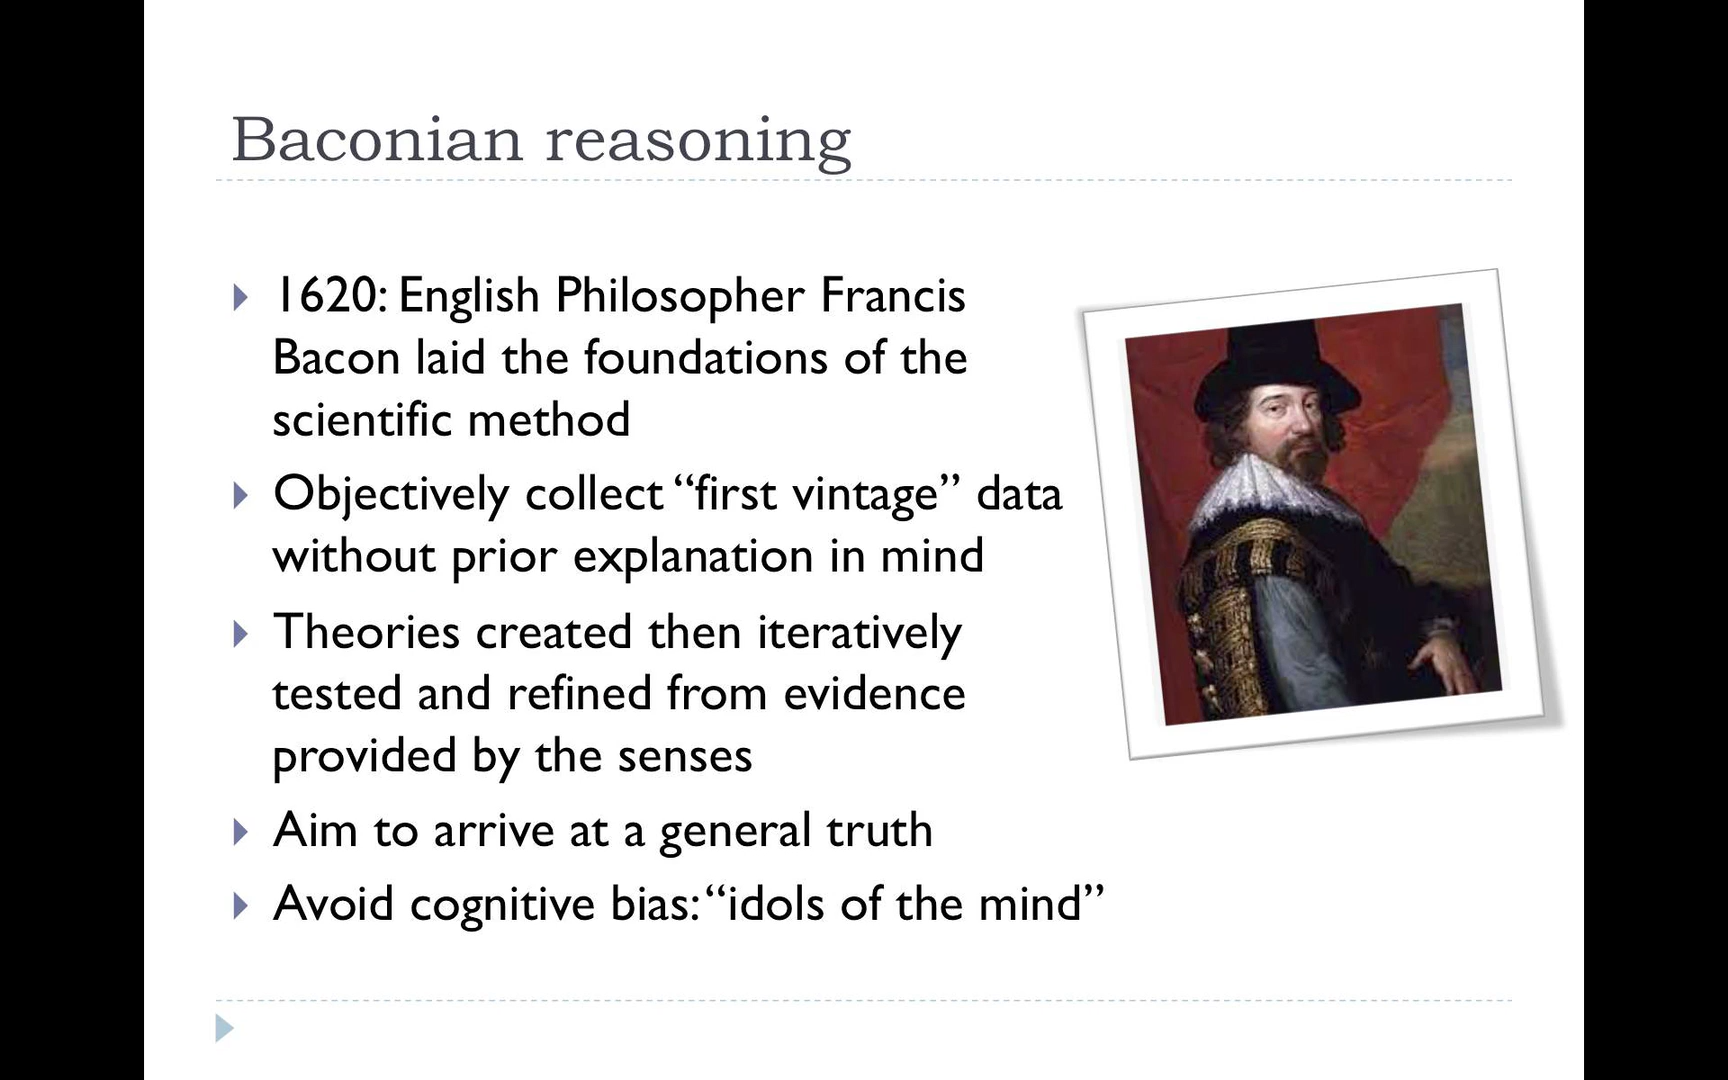 Baconian reasoning
1620: English Philosopher Francis
Bacon laid the foundations of the
scientific method
Objectively collect “first vintage” data
without prior explanation in mind
Theories created then iteratively
tested and refined from evidence
provided by the senses
Aim to arrive at a general truth
Avoid cognitive bias: “idols of the mind”